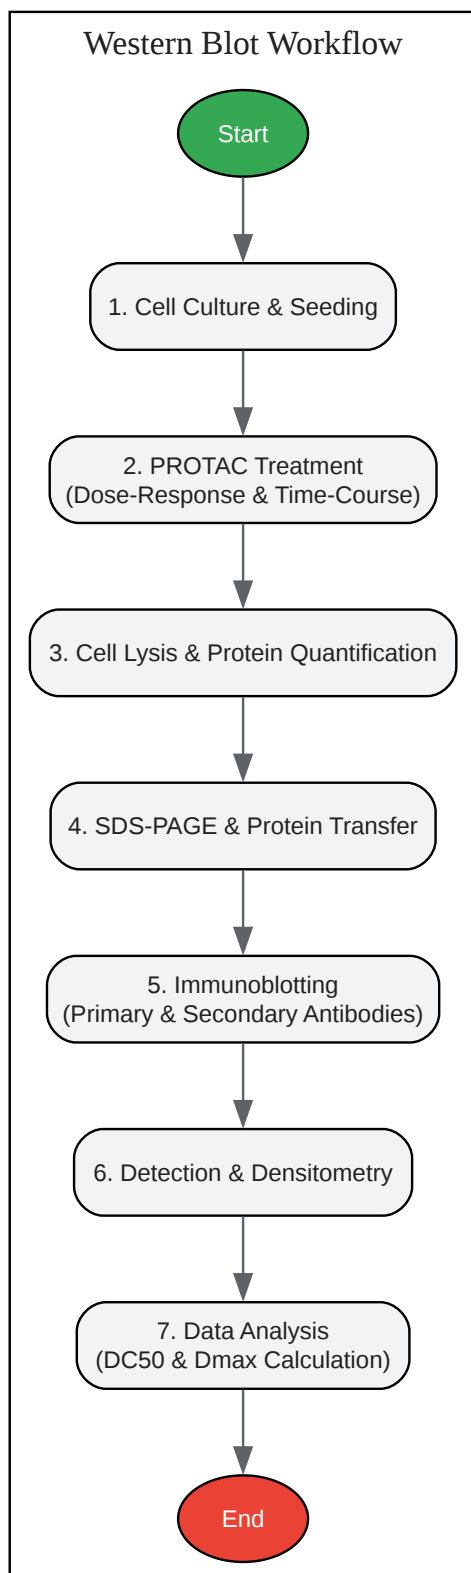 Western Blot Workflow
Start
1. Cell Culture & Seeding
2. PROTAC Treatment
(Dose-Response & Time-Course)
3. Cell Lysis & Protein Quantification
4. SDS-PAGE & Protein Transfer
5. Immunoblotting
(Primary & Secondary Antibodies)
6. Detection & Densitometry
7. Data Analysis
(DC50 & Dmax Calculation)
End